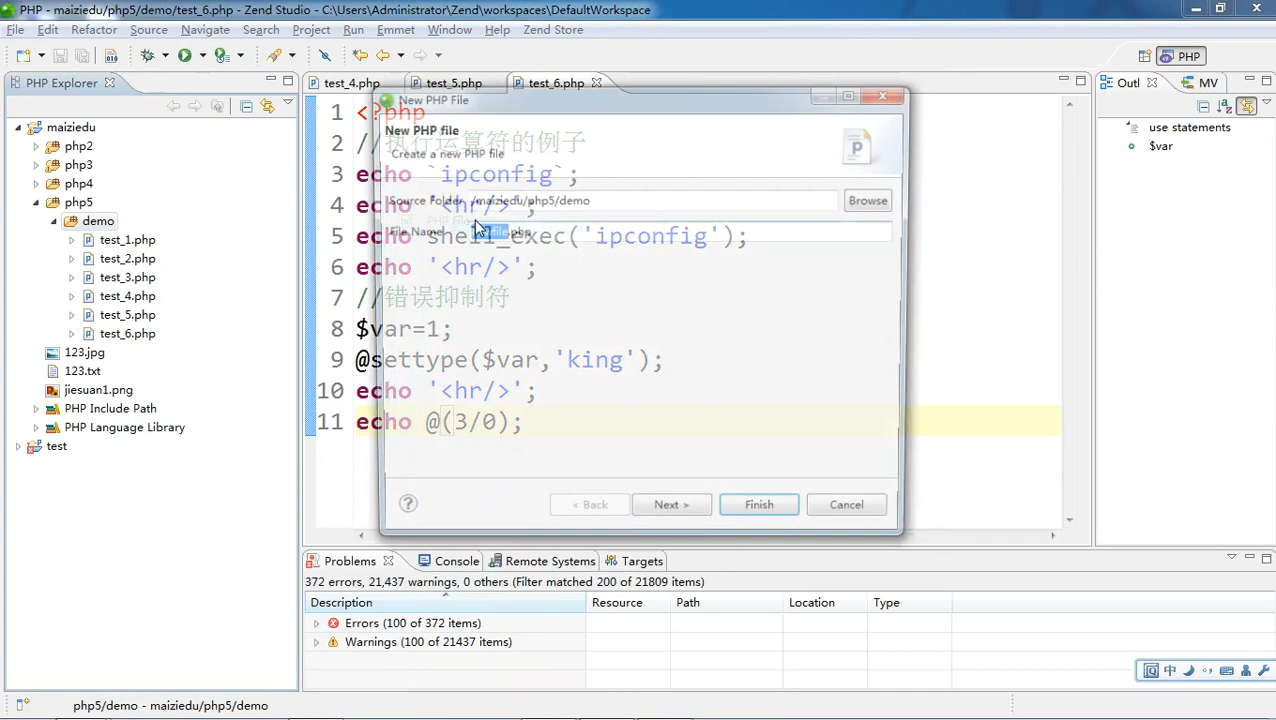 PHP - maiziedu/php5/demo/test_6.php - Zend Studio - C:\Users\Administrator\Zend\workspaces\DefaultWorkspace
File Edit Refactor Source Navigate Search Project Run Emmet Window Help Zend Store
PHP
PHP Explorer
maiziedu
php2
php3
php4
php5
demo
test_1.php
test_2.php
test_3.php
test_4.php
test_5.php
test_6.php
123.jpg
123.txt
jiesuan1.png
PHP Include Path
PHP Language Library
test
test_4.php test_5.php test_6.php
1 <?php
2 //执行运算符的例子
3 echo `ipconfig`;
4 echo '<hr/>';
5 echo shell_exec('ipconfig');
6 echo '<hr/>';
7 //错误抑制符
8 $var=1;
9 @settype($var,'king');
10 echo '<hr/>';
11 echo @(3/0);
New PHP File
New PHP file
Create a new PHP file
Source Folder /maiziedu/php5/demo Browse
PHP File
File Name .php
< Back Next > Finish Cancel
Outl MV
use statements
$var
Problems Console Remote Systems Targets
372 errors, 21,437 warnings, 0 others (Filter matched 200 of 21809 items)
Description Resource Path Location Type
Errors (100 of 372 items)
Warnings (100 of 21437 items)
中
php5/demo - maiziedu/php5/demo